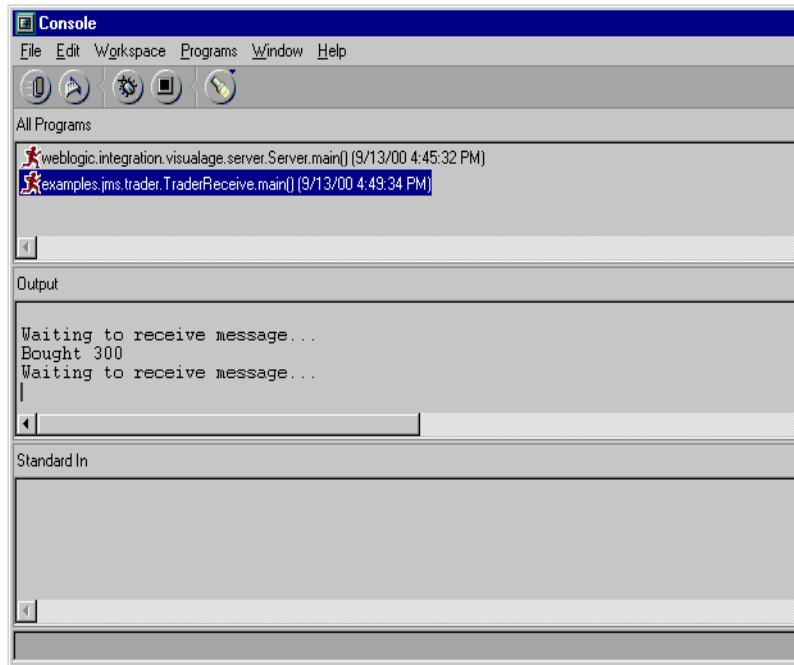 Console
File Edit Workspace Programs Window Help
All Programs
weblogic.integration.visualage.server.Server.main() (9/13/00 4:45:32 PM)
examples.jms.trader.TraderReceive.main() (9/13/00 4:49:34 PM)
Output
Waiting to receive message...
Bought 300
Waiting to receive message...
Standard In